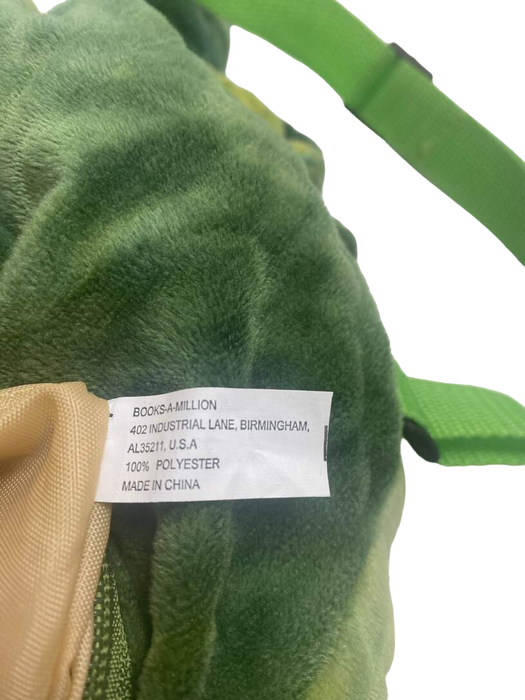 BOOKS-A-MILLION
402 INDUSTRIAL LANE, BIRMINGHAM,
AL35211, U.S.A
100% POLYESTER
MADE IN CHINA